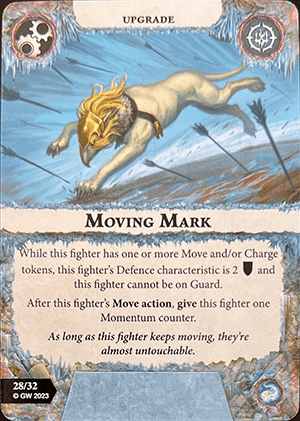 UPGRADE
MOVING MARK
While this fighter has one or more Move and/or Charge
tokens, this fighter's Defence characteristic is 2 and
this fighter cannot be on Guard.
After this fighter's Move action, give this fighter one
Momentum counter.
As long as this fighter keeps moving, they're
almost untouchable.
28/32
© GW 2023